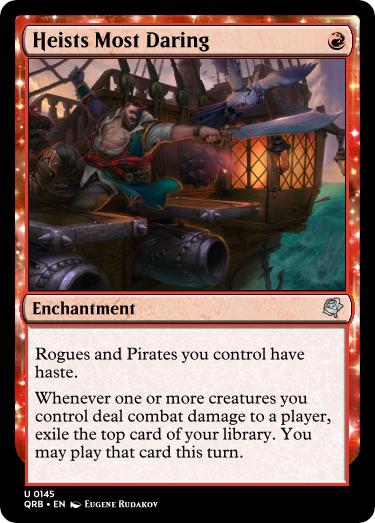 Heists Most Daring
Enchantment
Rogues and Pirates you control have
haste.
Whenever one or more creatures you
control deal combat damage to a player,
exile the top card of your library. You
may play that card this turn.
U 0145
QRB • EN Eugene Rudakov